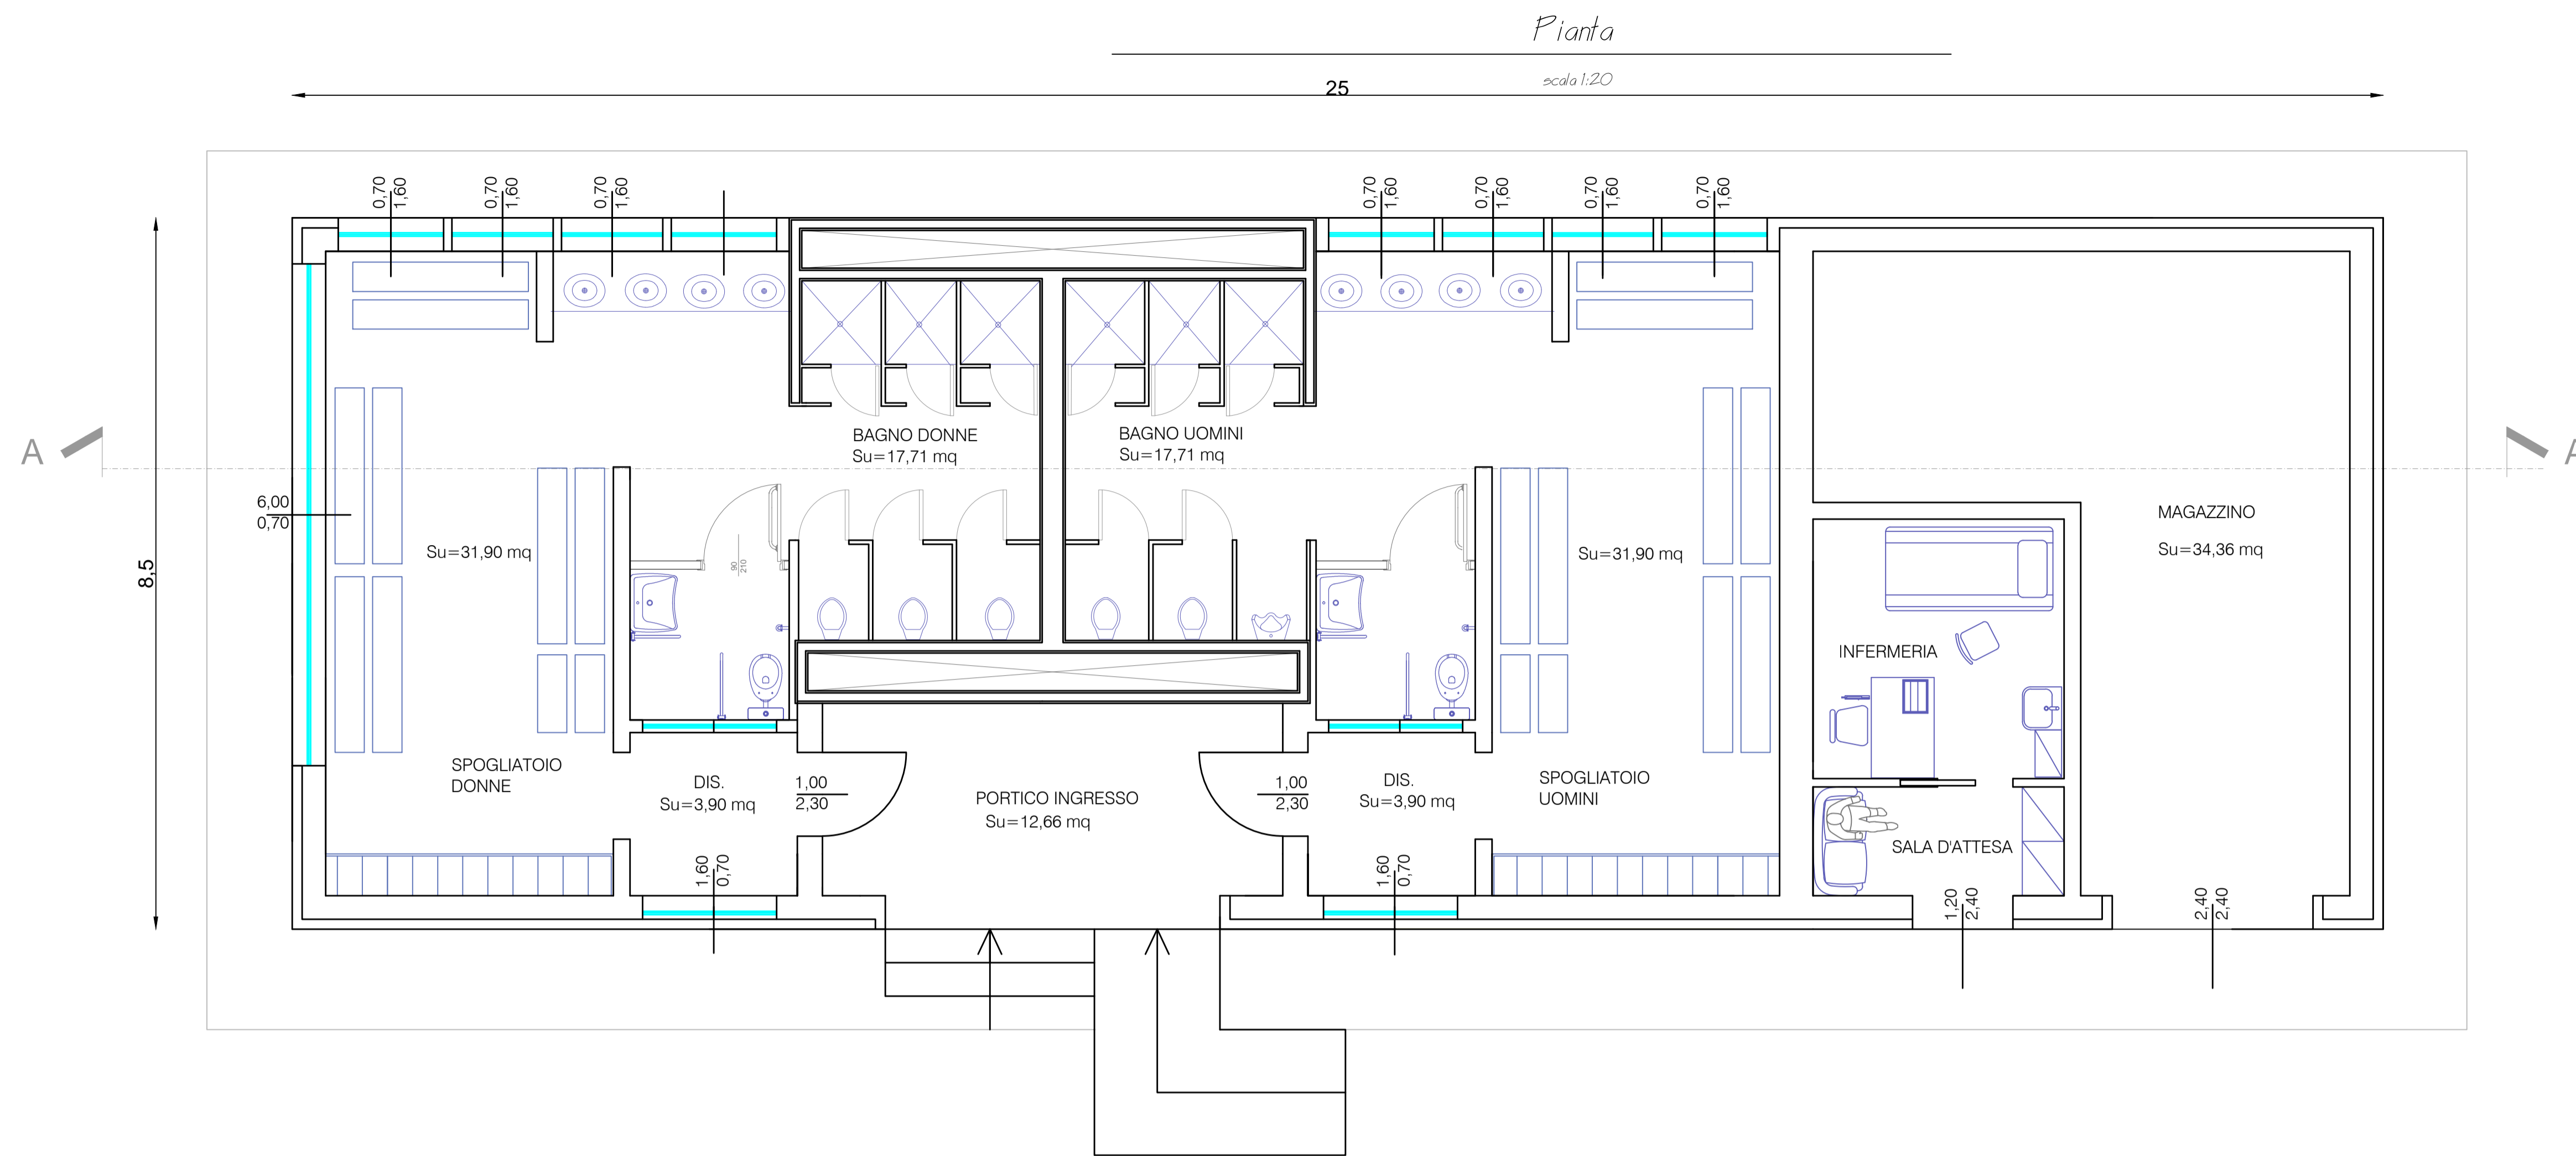 Pianta
scala 1:20
25
0,70 1,60
0,70 1,60
0,70 1,60
0,70 1,60
0,70 1,60
0,70 1,60
0,70 1,60
8,5
A
A
6,00
0,70
BAGNO DONNE
Su=17,71 mq
BAGNO UOMINI
Su=17,71 mq
Su=31,90 mq
90
210
Su=31,90 mq
MAGAZZINO
Su=34,36 mq
INFERMERIA
SPOGLIATOIO
DONNE
DIS.
Su=3,90 mq
1,00
2,30
PORTICO INGRESSO
Su=12,66 mq
1,00
2,30
DIS.
Su=3,90 mq
SPOGLIATOIO
UOMINI
SALA D'ATTESA
1,60 0,70
1,60 0,70
1,20 2,40
2,40 2,40